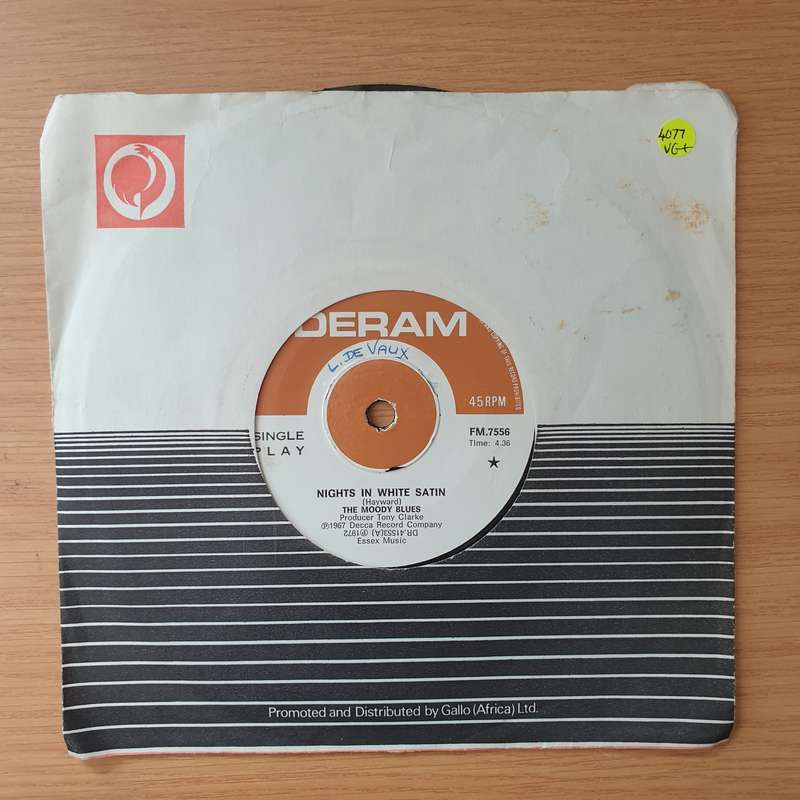 4077
VG+
DERAM
L. DE VAUX
45 RPM
SINGLE
PLAY
FM.7556
Time: 4.36
NIGHTS IN WHITE SATIN
(Hayward)
THE MOODY BLUES
Producer Tony Clarke
℗1967 Decca Record Company
DR.41553(A) ℗1972
Essex Music
Promoted and Distributed by Gallo (Africa) Ltd.